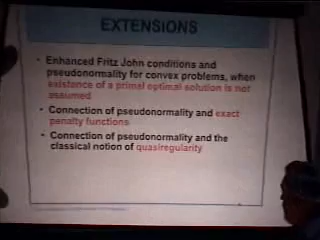 EXTENSIONS
• Enhanced Fritz John conditions and
pseudonormality for convex problems, when
existence of a primal optimal solution is not
assumed
• Connection of pseudonormality and exact
penalty functions
• Connection of pseudonormality and the
classical notion of quasiregularity